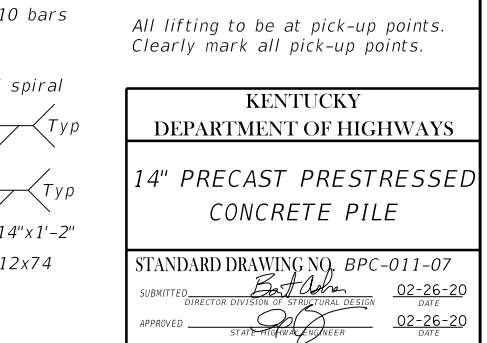 10 bars
All lifting to be at pick-up points.
Clearly mark all pick-up points.
spiral
Typ
Typ
14"x1'-2"
12x74
KENTUCKY
DEPARTMENT OF HIGHWAYS
14" PRECAST PRESTRESSED
CONCRETE PILE
STANDARD DRAWING NO. BPC-011-07
SUBMITTED 02-26-20
DIRECTOR DIVISION OF STRUCTURAL DESIGN DATE
APPROVED 02-26-20
STATE HIGHWAY ENGINEER DATE